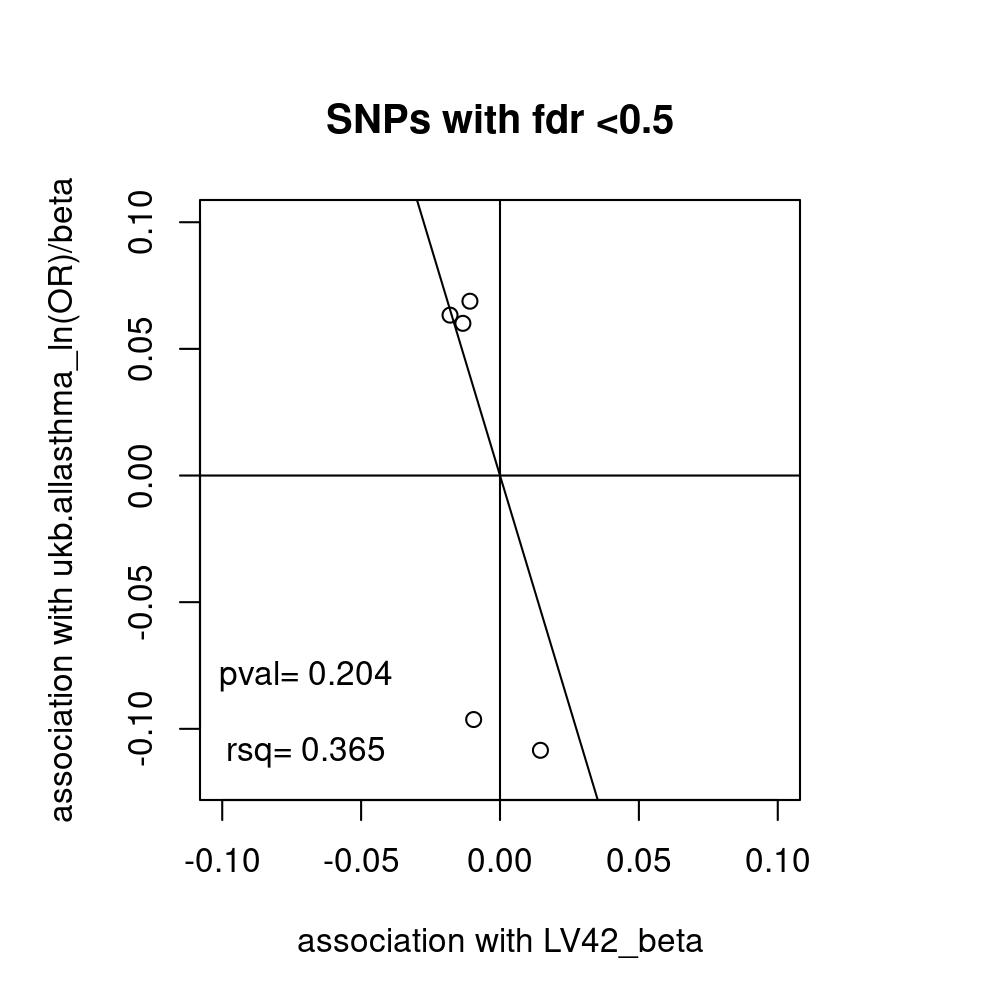 SNPs with fdr <0.5
association with ukb.allasthma_ln(OR)/beta
0.10
0.05
0.00
-0.05
-0.10
pval= 0.204
rsq= 0.365
-0.10 -0.05 0.00 0.05 0.10
association with LV42_beta